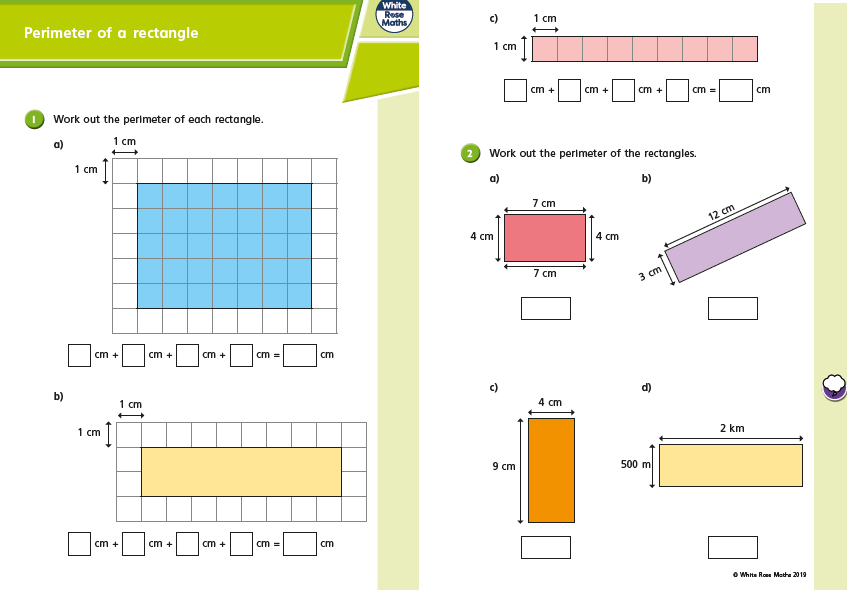 Perimeter of a rectangle
White
Rose
Maths
1 Work out the perimeter of each rectangle.
a)
1 cm
1 cm
cm + cm + cm + cm = cm
b)
1 cm
1 cm
cm + cm + cm + cm = cm
c)
1 cm
1 cm
cm + cm + cm + cm = cm
2 Work out the perimeter of the rectangles.
a)
7 cm
4 cm
4 cm
7 cm
b)
12 cm
3 cm
c)
4 cm
9 cm
d)
2 km
500 m
© White Rose Maths 2019